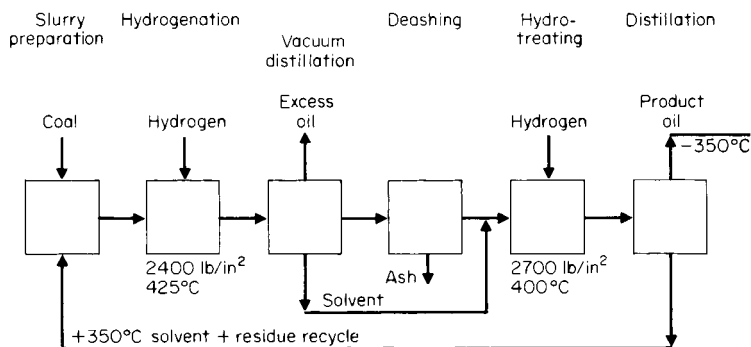 Slurry
preparation
Hydrogenation
Vacuum
distillation
Deashing
Hydro-
treating
Distillation
Coal
Hydrogen
Excess
oil
Hydrogen
Product
oil
-350°C
2400 lb/in²
425°C
Ash
2700 lb/in²
400°C
Solvent
+350°C solvent + residue recycle